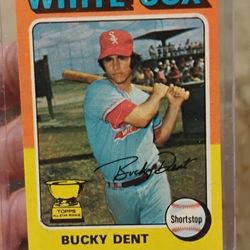 WHITE SOX
Bucky Dent
TOPPS
ALL-STAR ROOKIE
Shortstop
BUCKY DENT